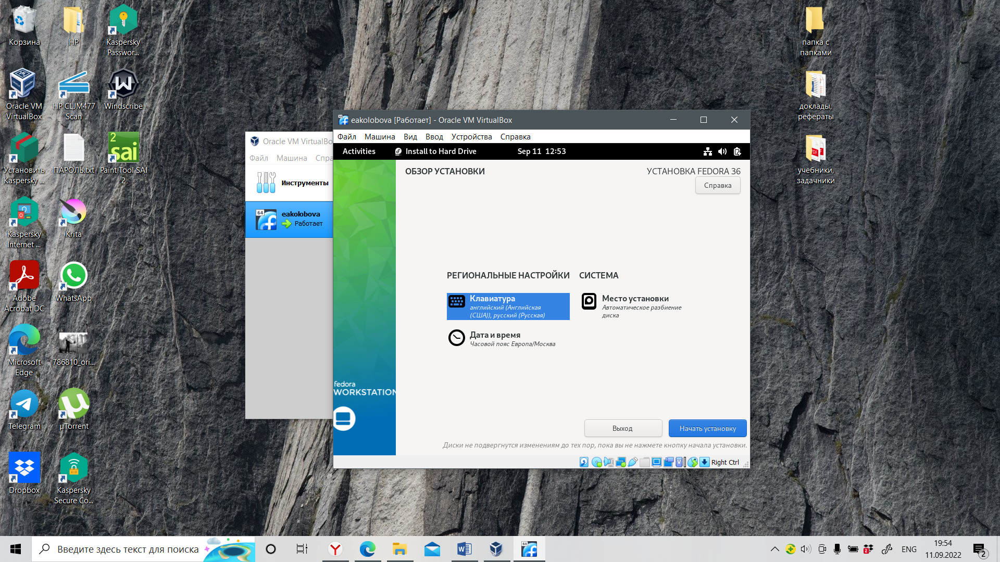 Корзина
HP
Kaspersky
Passwor...
Oracle VM
VirtualBox
HP CLJM477
Scan
Windscribe
Установить
Kaspersky ...
ПАРОЛЬ.txt
Paint Tool SAI
2
Kaspersky
Internet ...
Krita
Adobe
Acrobat DC
WhatsApp
Microsoft
Edge
786810_ori...
Telegram
µTorrent
Dropbox
Kaspersky
Secure Co...
папка с
папками
доклады,
рефераты
учебники,
задачники
Oracle VM VirtualBo
Файл Машина Спра
Инструменты
64
eakolobova
Работает
eakolobova [Работает] - Oracle VM VirtualBox
Файл Машина Вид Ввод Устройства Справка
Activities Install to Hard Drive Sep 11 12:53
ОБЗОР УСТАНОВКИ
УСТАНОВКА FEDORA 36
Справка
РЕГИОНАЛЬНЫЕ НАСТРОЙКИ
Клавиатура
английский (Английская
(США)), русский (Русская)
Дата и время
Часовой пояс Европа/Москва
СИСТЕМА
Место установки
Автоматическое разбиение
диска
fedora
WORKSTATION
Выход
Начать установку
Диски не подвергнутся изменениям до тех пор, пока вы не нажмете кнопку начала установки.
Right Ctrl
Введите здесь текст для поиска
ENG
19:54
11.09.2022
2